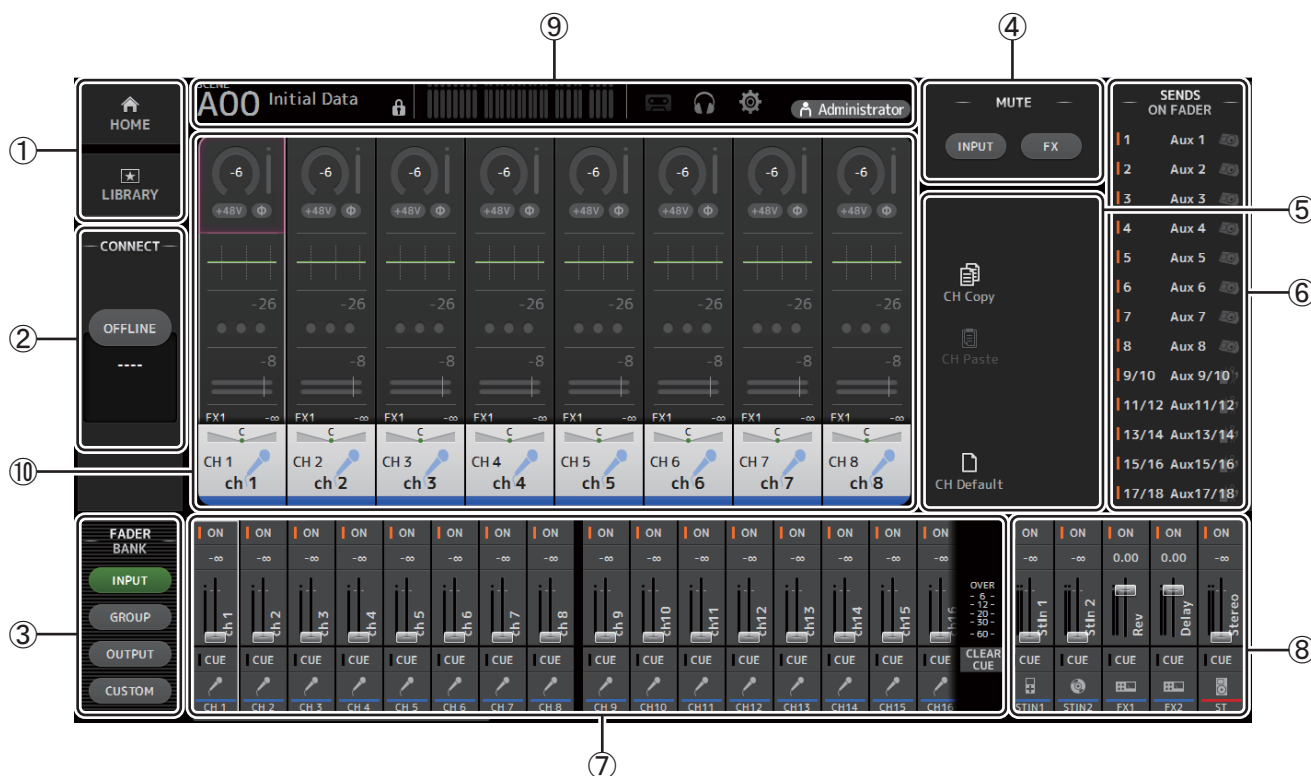 ⑨
④
SCENE
A00 Initial Data
Administrator
HOME
LIBRARY
①
MUTE
INPUT FX
SENDS
ON FADER
1 Aux 1
2 Aux 2
3 Aux 3
4 Aux 4
5 Aux 5
6 Aux 6
7 Aux 7
8 Aux 8
9/10 Aux 9/10
11/12 Aux11/12
13/14 Aux13/14
15/16 Aux15/16
17/18 Aux17/18
⑤
⑥
CONNECT
OFFLINE
----
②
-6 -6 -6 -6 -6 -6 -6 -6
+48V Φ +48V Φ +48V Φ +48V Φ +48V Φ +48V Φ +48V Φ +48V Φ
-26 -26 -26 -26 -26 -26 -26 -26
-8 -8 -8 -8 -8 -8 -8 -8
FX1 -∞ FX1 -∞ FX1 -∞ FX1 -∞ FX1 -∞ FX1 -∞ FX1 -∞ FX1 -∞
C C C C C C C C
CH 1 CH 2 CH 3 CH 4 CH 5 CH 6 CH 7 CH 8
ch 1 ch 2 ch 3 ch 4 ch 5 ch 6 ch 7 ch 8
⑩
CH Copy
CH Paste
CH Default
FADER
BANK
INPUT
GROUP
OUTPUT
CUSTOM
③
ON ON ON ON ON ON ON ON ON ON ON ON ON ON ON ON
-∞ -∞ -∞ -∞ -∞ -∞ -∞ -∞ -∞ -∞ -∞ -∞ -∞ -∞ -∞ -∞
ch 1 ch 2 ch 3 ch 4 ch 5 ch 6 ch 7 ch 8 ch 9 ch10 ch11 ch12 ch13 ch14 ch15 ch16
CUE CUE CUE CUE CUE CUE CUE CUE CUE CUE CUE CUE CUE CUE CUE CUE
CH 1 CH 2 CH 3 CH 4 CH 5 CH 6 CH 7 CH 8 CH 9 CH10 CH11 CH12 CH13 CH14 CH15 CH16
OVER
- 6 -
-12-
-20-
-30-
-60-
CLEAR
CUE
⑦
ON ON ON ON ON
-∞ -∞ 0.00 0.00 -∞
StIn 1 StIn 2 Rev Delay Stereo
CUE CUE CUE CUE CUE
STIN1 STIN2 FX1 FX2 ST
⑧